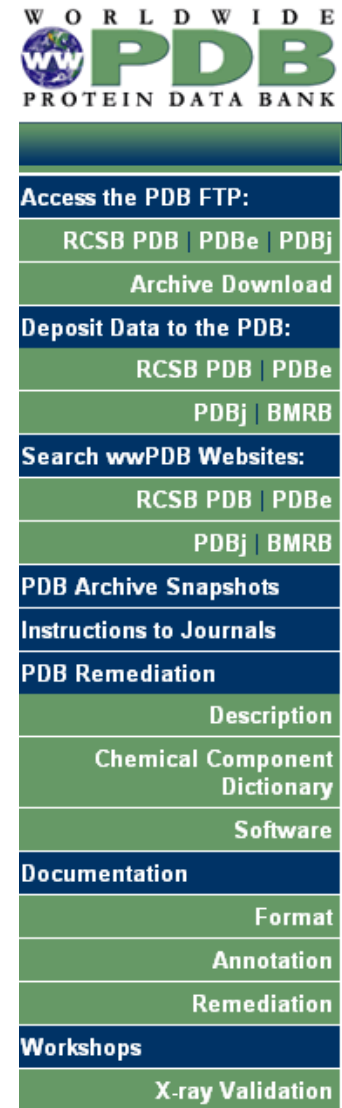 WORLDWIDE
ww PDB
PROTEIN DATA BANK
Access the PDB FTP:
RCSB PDB | PDBe | PDBj
Archive Download
Deposit Data to the PDB:
RCSB PDB | PDBe
PDBj | BMRB
Search wwPDB Websites:
RCSB PDB | PDBe
PDBj | BMRB
PDB Archive Snapshots
Instructions to Journals
PDB Remediation
Description
Chemical Component
Dictionary
Software
Documentation
Format
Annotation
Remediation
Workshops
X-ray Validation